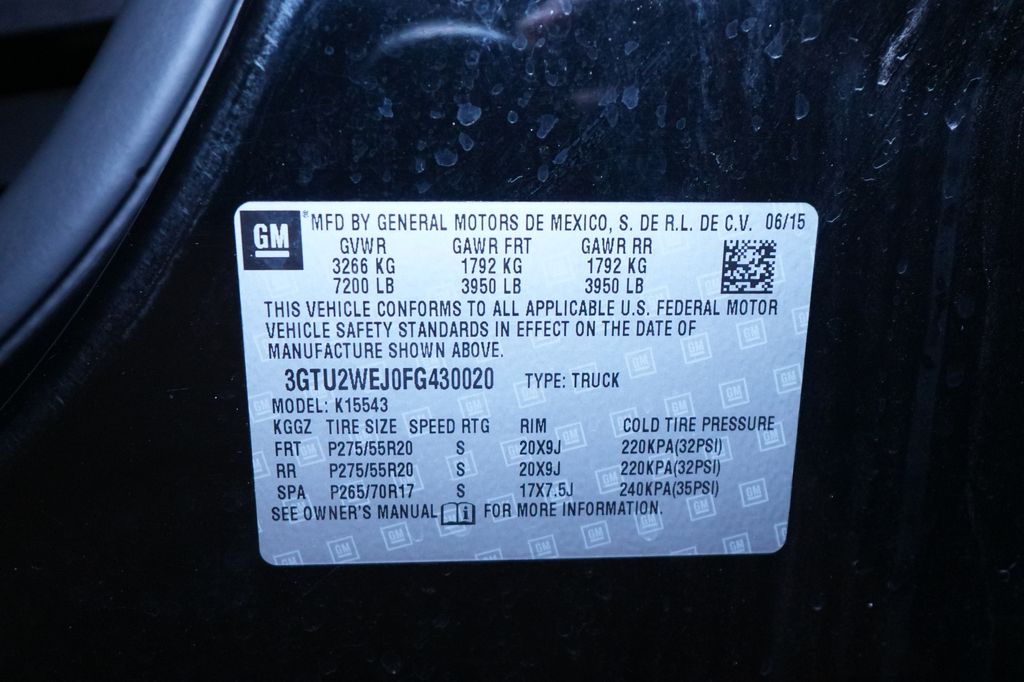 GM ® MFD BY GENERAL MOTORS DE MEXICO, S. DE R.L. DE C.V. 06/15
GVWR GAWR FRT GAWR RR
3266 KG 1792 KG 1792 KG
7200 LB 3950 LB 3950 LB
THIS VEHICLE CONFORMS TO ALL APPLICABLE U.S. FEDERAL MOTOR
VEHICLE SAFETY STANDARDS IN EFFECT ON THE DATE OF
MANUFACTURE SHOWN ABOVE.
3GTU2WEJ0FG430020 TYPE: TRUCK
MODEL: K15543
KGGZ TIRE SIZE SPEED RTG RIM COLD TIRE PRESSURE
FRT P275/55R20 S 20X9J 220KPA(32PSI)
RR P275/55R20 S 20X9J 220KPA(32PSI)
SPA P265/70R17 S 17X7.5J 240KPA(35PSI)
SEE OWNER'S MANUAL i FOR MORE INFORMATION.